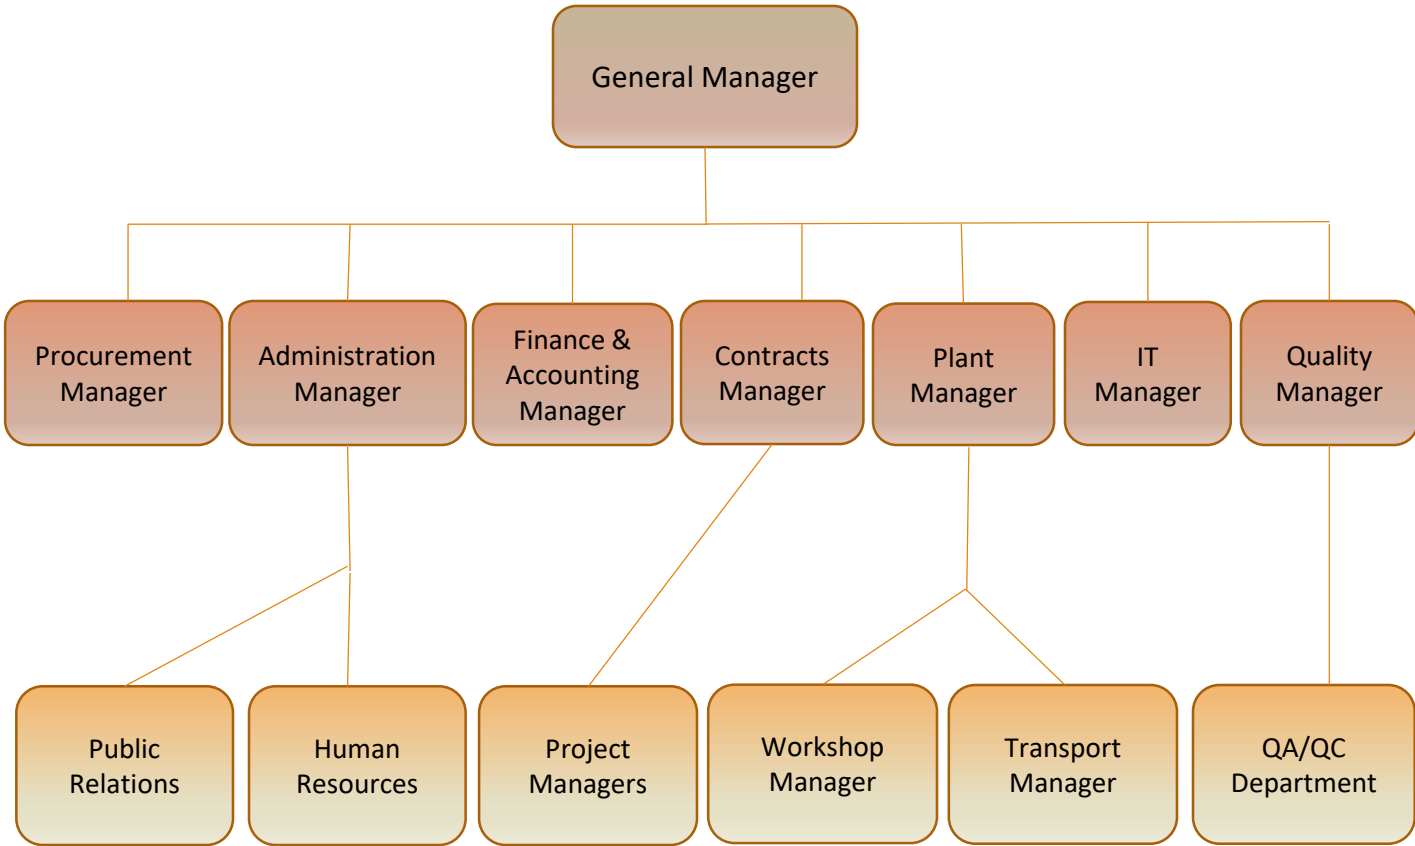 General Manager
Procurement
Manager
Administration
Manager
Finance &
Accounting
Manager
Contracts
Manager
Plant
Manager
IT
Manager
Quality
Manager
Public
Relations
Human
Resources
Project
Managers
Workshop
Manager
Transport
Manager
QA/QC
Department